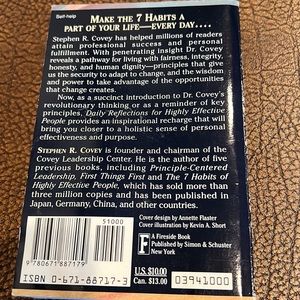 Self-help
MAKE THE 7 HABITS A
PART OF YOUR LIFE—EVERY DAY....
Stephen R. Covey has helped millions of readers
attain professional success and personal
fulfillment. With penetrating insight Dr. Covey
reveals a pathway for living with fairness, integrity,
honesty, and human dignity—principles that give
us the security to adapt to change, and the wisdom
and power to take advantage of the opportunities
that change creates.
Now, as a succinct introduction to Dr. Covey's
revolutionary thinking or as a reminder of key
principles, Daily Reflections for Highly Effective
People provides an inspirational recharge that will
bring you closer to a holistic sense of personal
effectiveness and purpose.
STEPHEN R. COVEY is founder and chairman of the
Covey Leadership Center. He is the author of five
previous books, including Principle-Centered
Leadership, First Things First and The 7 Habits of
Highly Effective People, which has sold more than
three million copies and has been published in
Japan, Germany, China, and other countries.
51000
9 780671 887179
ISBN 0-671-88717-3
Cover design by Annette Fiaster
Cover illustration by Kevin A. Short
F
A Fireside Book
Published by Simon & Schuster
New York
U.S. $10.00
Can. $13.00
03941000